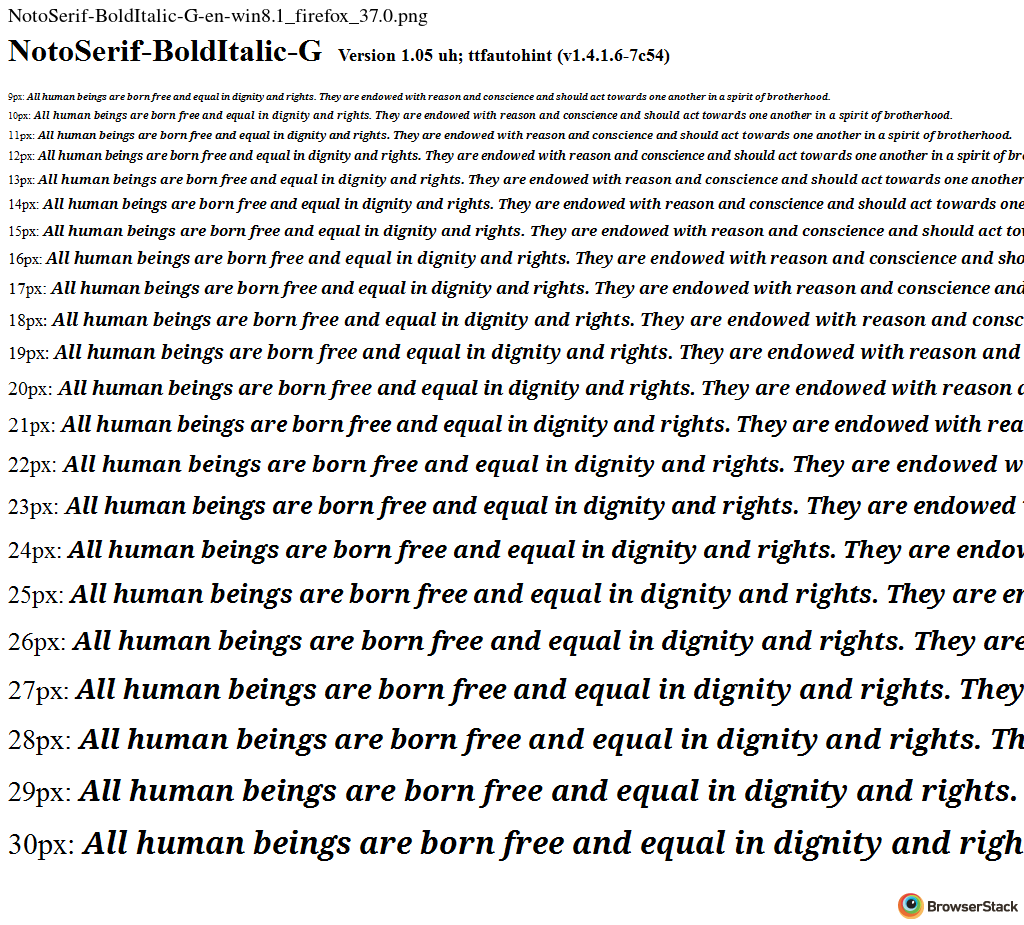 NotoSerif-BoldItalic-G-en-win8.1_firefox_37.0.png
NotoSerif-BoldItalic-G Version 1.05 uh; ttfautohint (v1.4.1.6-7c54)
9px: All human beings are born free and equal in dignity and rights. They are endowed with reason and conscience and should act towards one another in a spirit of brotherhood.
10px: All human beings are born free and equal in dignity and rights. They are endowed with reason and conscience and should act towards one another in a spirit of brotherhood.
11px: All human beings are born free and equal in dignity and rights. They are endowed with reason and conscience and should act towards one another in a spirit of brotherhood.
12px: All human beings are born free and equal in dignity and rights. They are endowed with reason and conscience and should act towards one another in a spirit of br
13px: All human beings are born free and equal in dignity and rights. They are endowed with reason and conscience and should act towards one another
14px: All human beings are born free and equal in dignity and rights. They are endowed with reason and conscience and should act towards one
15px: All human beings are born free and equal in dignity and rights. They are endowed with reason and conscience and should act to
16px: All human beings are born free and equal in dignity and rights. They are endowed with reason and conscience and sho
17px: All human beings are born free and equal in dignity and rights. They are endowed with reason and conscience and
18px: All human beings are born free and equal in dignity and rights. They are endowed with reason and consc
19px: All human beings are born free and equal in dignity and rights. They are endowed with reason and
20px: All human beings are born free and equal in dignity and rights. They are endowed with reason
21px: All human beings are born free and equal in dignity and rights. They are endowed with rea
22px: All human beings are born free and equal in dignity and rights. They are endowed w
23px: All human beings are born free and equal in dignity and rights. They are endowed
24px: All human beings are born free and equal in dignity and rights. They are endo
25px: All human beings are born free and equal in dignity and rights. They are e
26px: All human beings are born free and equal in dignity and rights. They are
27px: All human beings are born free and equal in dignity and rights. They
28px: All human beings are born free and equal in dignity and rights. Th
29px: All human beings are born free and equal in dignity and rights.
30px: All human beings are born free and equal in dignity and righ
BrowserStack